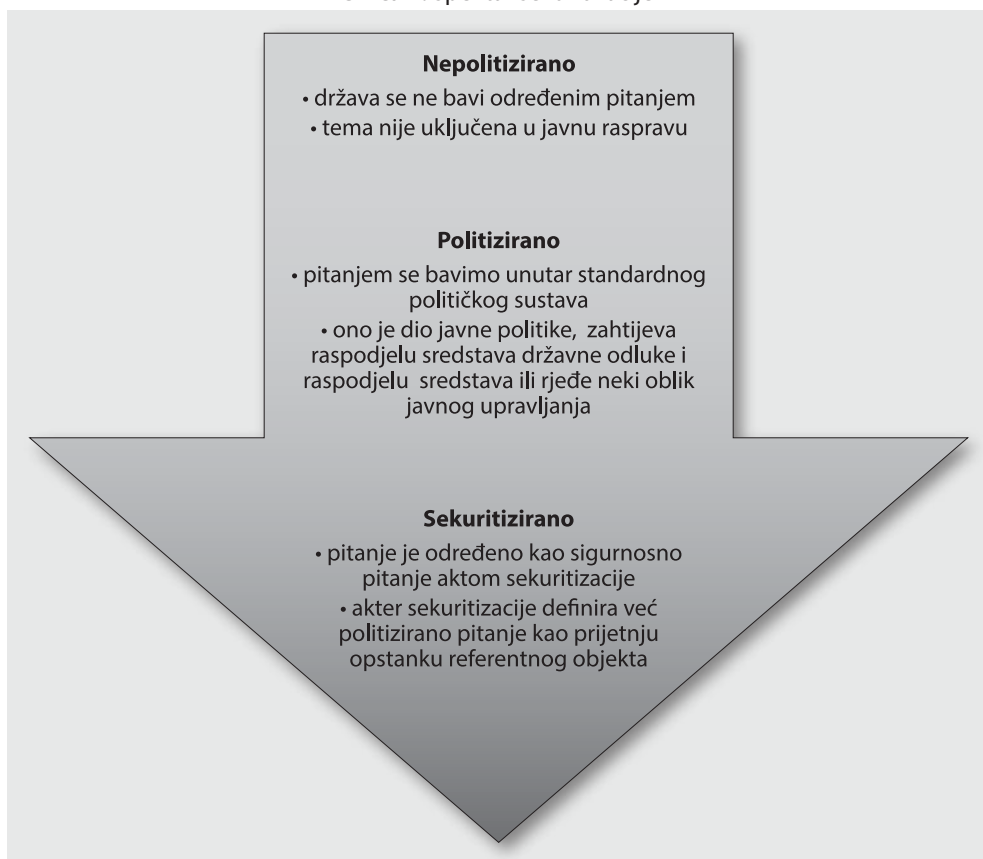 Nepolitizirano
• država se ne bavi određenim pitanjem
• tema nije uključena u javnu raspravu
Politizirano
• pitanjem se bavimo unutar standardnog
političkog sustava
• ono je dio javne politike, zahtijeva
raspodjelu sredstava državne odluke i
raspodjelu sredstava ili rjeđe neki oblik
javnog upravljanja
Sekuritizirano
• pitanje je određeno kao sigurnosno
pitanje aktom sekuritizacije
• akter sekuritizacije definira već
politizirano pitanje kao prijetnju
opstanku referentnog objekta